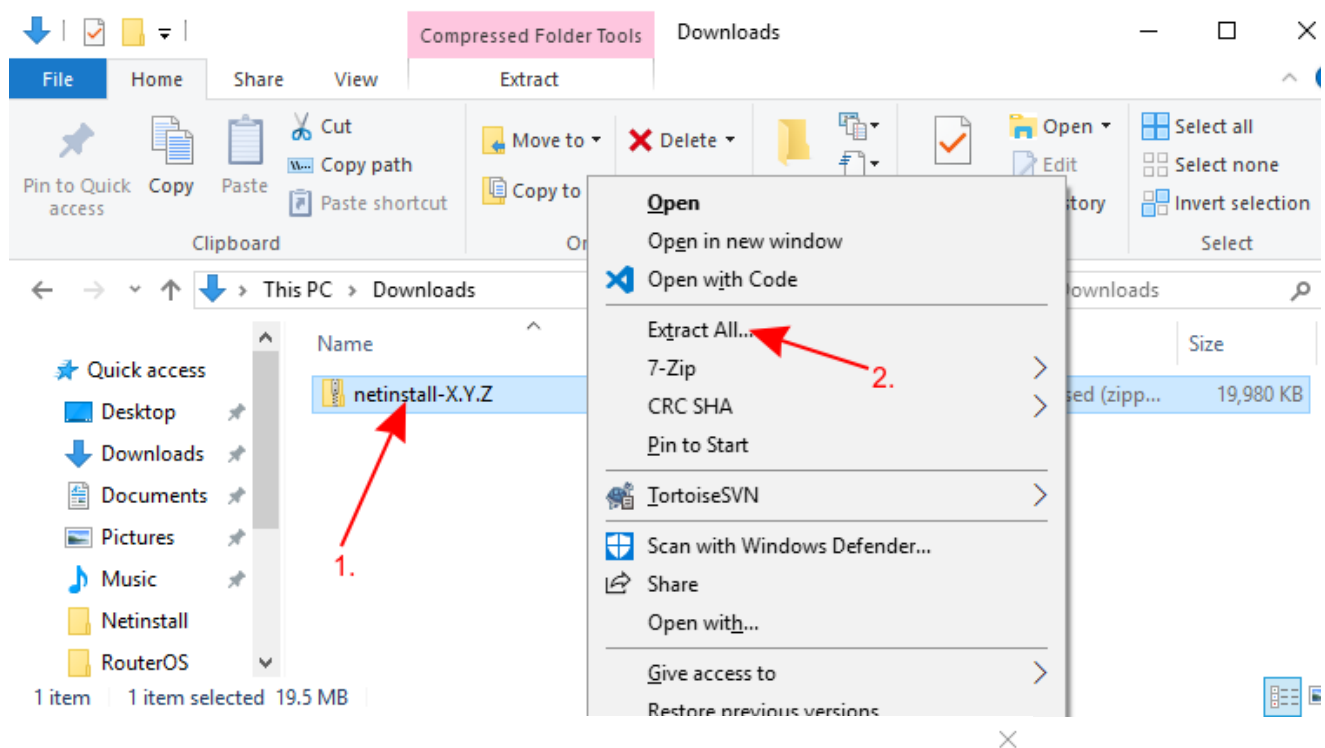 Compressed Folder Tools Downloads
File Home Share View Extract
Cut
Copy path
Paste shortcut
Pin to Quick access
Copy
Paste
Clipboard
Move to
Copy to
Delete
Open
Edit
Select all
Select none
Invert selection
Select
This PC > Downloads
Name
Size
netinstall-X.Y.Z
19,980 KB
Quick access
Desktop
Downloads
Documents
Pictures
Music
Netinstall
RouterOS
1 item 1 item selected 19.5 MB
1.
2.
Open
Open in new window
Open with Code
Extract All...
7-Zip
CRC SHA
Pin to Start
TortoiseSVN
Scan with Windows Defender...
Share
Open with...
Give access to
Restore previous versions